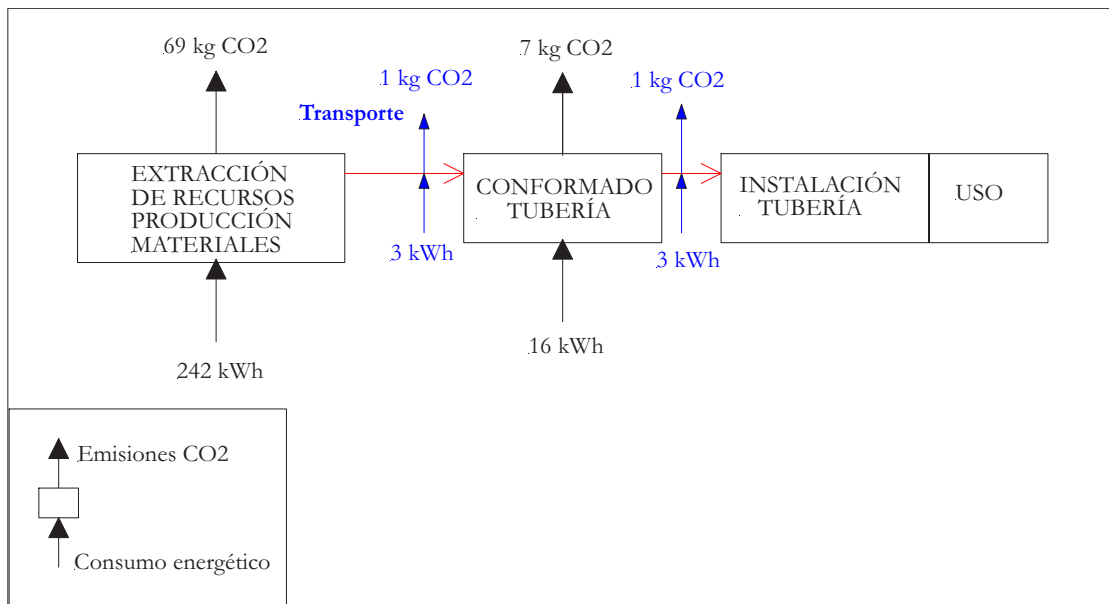 69 kg CO2
7 kg CO2
1 kg CO2
1 kg CO2
Transporte
EXTRACCIÓN
DE RECURSOS
PRODUCCIÓN
MATERIALES
CONFORMADO
TUBERÍA
INSTALACIÓN
TUBERÍA
USO
3 kWh
3 kWh
16 kWh
242 kWh
Emisiones CO2
Consumo energético